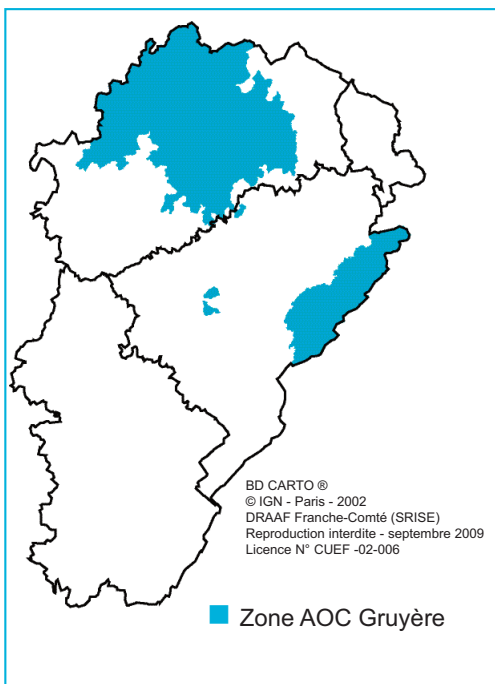 BD CARTO ®
© IGN - Paris - 2002
DRAAF Franche-Comté (SRISE)
Reproduction interdite - septembre 2009
Licence N° CUEF -02-006
Zone AOC Gruyère